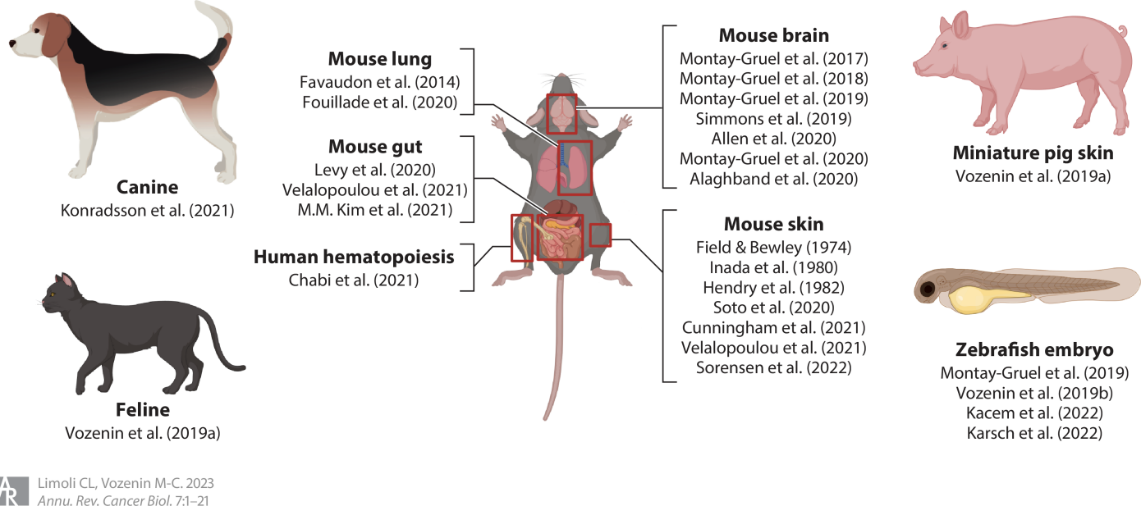 Canine
Konradsson et al. (2021)
Feline
Vozenin et al. (2019a)
Mouse lung
Favaudon et al. (2014)
Fouillade et al. (2020)
Mouse gut
Levy et al. (2020)
Velalopoulou et al. (2021)
M.M. Kim et al. (2021)
Human hematopoiesis
Chabi et al. (2021)
Mouse brain
Montay-Gruel et al. (2017)
Montay-Gruel et al. (2018)
Montay-Gruel et al. (2019)
Simmons et al. (2019)
Allen et al. (2020)
Montay-Gruel et al. (2020)
Alaghband et al. (2020)
Mouse skin
Field & Bewley (1974)
Inada et al. (1980)
Hendry et al. (1982)
Soto et al. (2020)
Cunningham et al. (2021)
Velalopoulou et al. (2021)
Sorensen et al. (2022)
Miniature pig skin
Vozenin et al. (2019a)
Zebrafish embryo
Montay-Gruel et al. (2019)
Vozenin et al. (2019b)
Kacem et al. (2022)
Karsch et al. (2022)
AR
Limoli CL, Vozenin M-C. 2023
Annu. Rev. Cancer Biol. 7:1–21